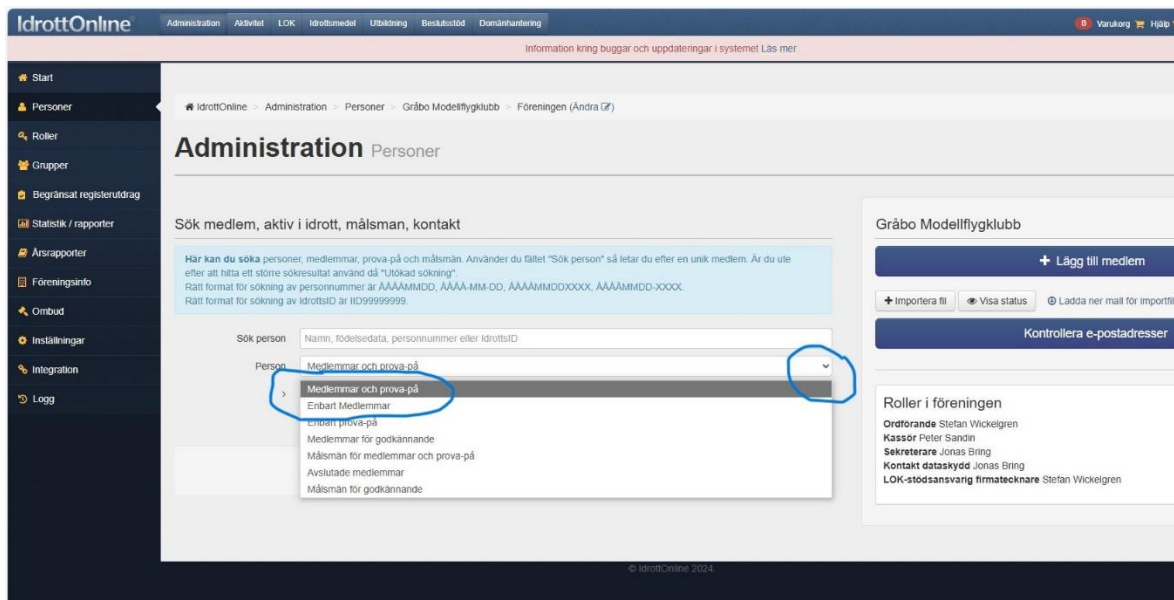 IdrottOnline
Administration Aktivitet LOK Idrottsmedel Utbildning Beslutsstöd Domänhantering
0 Varukorg Hjälp
Information kring buggar och uppdateringar i systemet Läs mer
Start
Personer
Roller
Grupper
Begränsat registerutdrag
Statistik / rapporter
Årsrapporter
Föreningsinfo
Ombud
Inställningar
Integration
Logg
IdrottOnline > Administration > Personer > Gråbo Modellflygklubb > Föreningen (Ändra)
Administration Personer
Sök medlem, aktiv i idrott, målsman, kontakt
Här kan du söka personer, medlemmar, prova-på och målsmän. Använder du fältet "Sök person" så letar du efter en unik medlem. Är du ute
efter att hitta ett större sökresultat använd då "Utökad sökning".
Rätt format för sökning av personnummer är ÅÅÅÅMMDD, ÅÅÅÅ-MM-DD, ÅÅÅÅMMDDXXXX, ÅÅÅÅMMDD-XXXX.
Rätt format för sökning av IdrottsID är IID99999999.
Sök person Namn, födelsedata, personnummer eller IdrottsID
Person Medlemmar och prova-på
Medlemmar och prova-på
Enbart Medlemmar
Enbart prova-på
Medlemmar för godkännande
Målsmän för medlemmar och prova-på
Avslutade medlemmar
Målsmän för godkännande
Gråbo Modellflygklubb
+ Lägg till medlem
+ Importera fil Visa status Ladda ner mall för importfil
Kontrollera e-postadresser
Roller i föreningen
Ordförande Stefan Wickelgren
Kassör Peter Sandin
Sekreterare Jonas Bring
Kontakt dataskydd Jonas Bring
LOK-stödsansvarig firmatecknare Stefan Wickelgren
© IdrottOnline 2024.